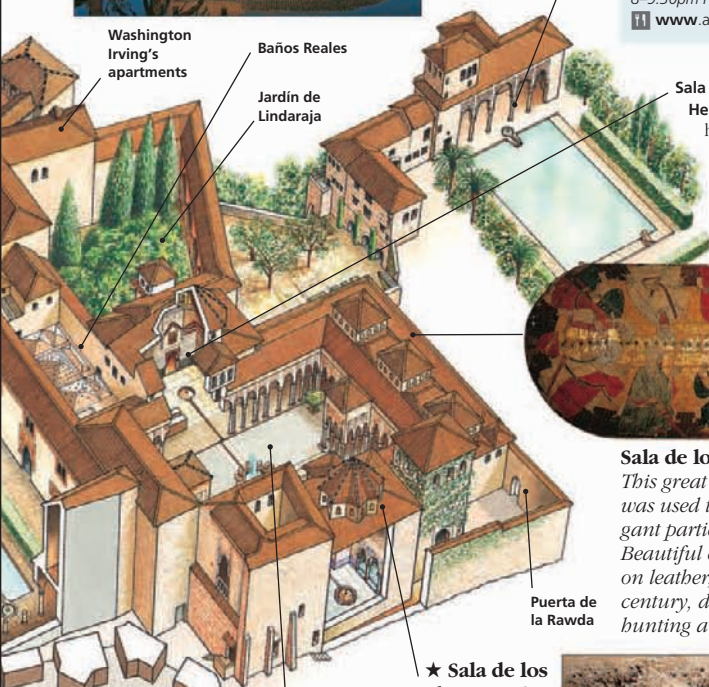 www.a
Washington
Irving's
apartments
Baños Reales
Jardín de
Lindaraja
Sala
He
Sala de lo
This great
was used t
gant partie
Beautiful
on leather,
century, d
hunting a
Puerta de
la Rawda
★ Sala de los